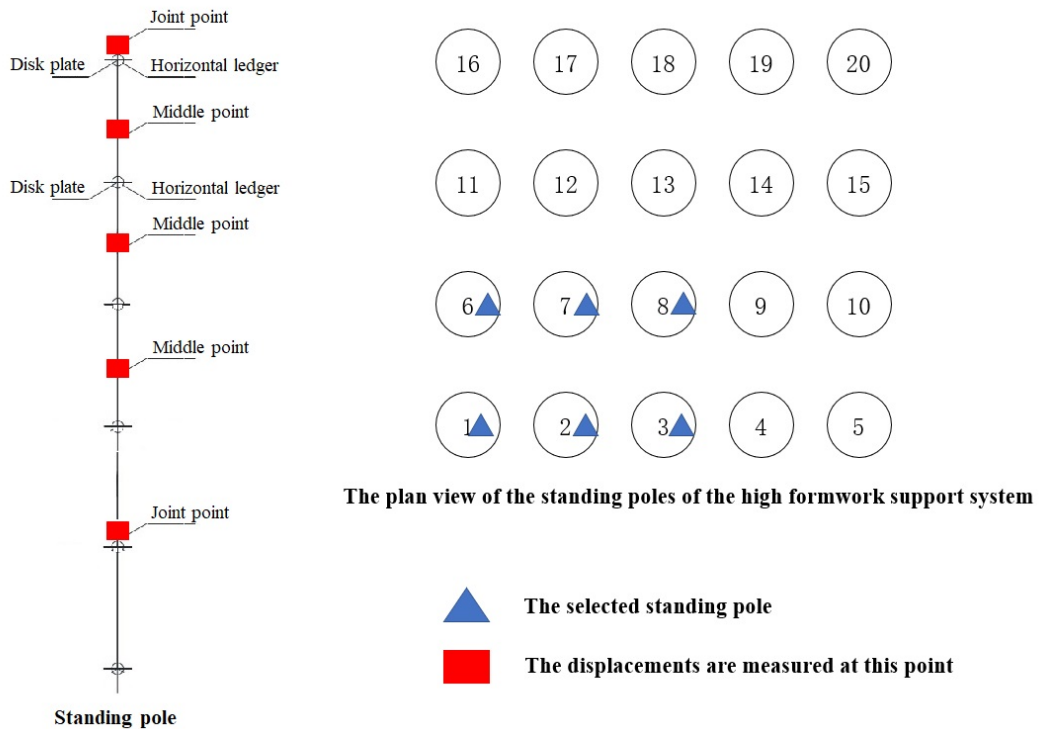 Joint point
Disk plate
Horizontal ledger
Middle point
Disk plate
Horizontal ledger
Middle point
Middle point
Joint point
Standing pole
16 17 18 19 20
11 12 13 14 15
6 7 8 9 10
1 2 3 4 5
The plan view of the standing poles of the high formwork support system
The selected standing pole
The displacements are measured at this point